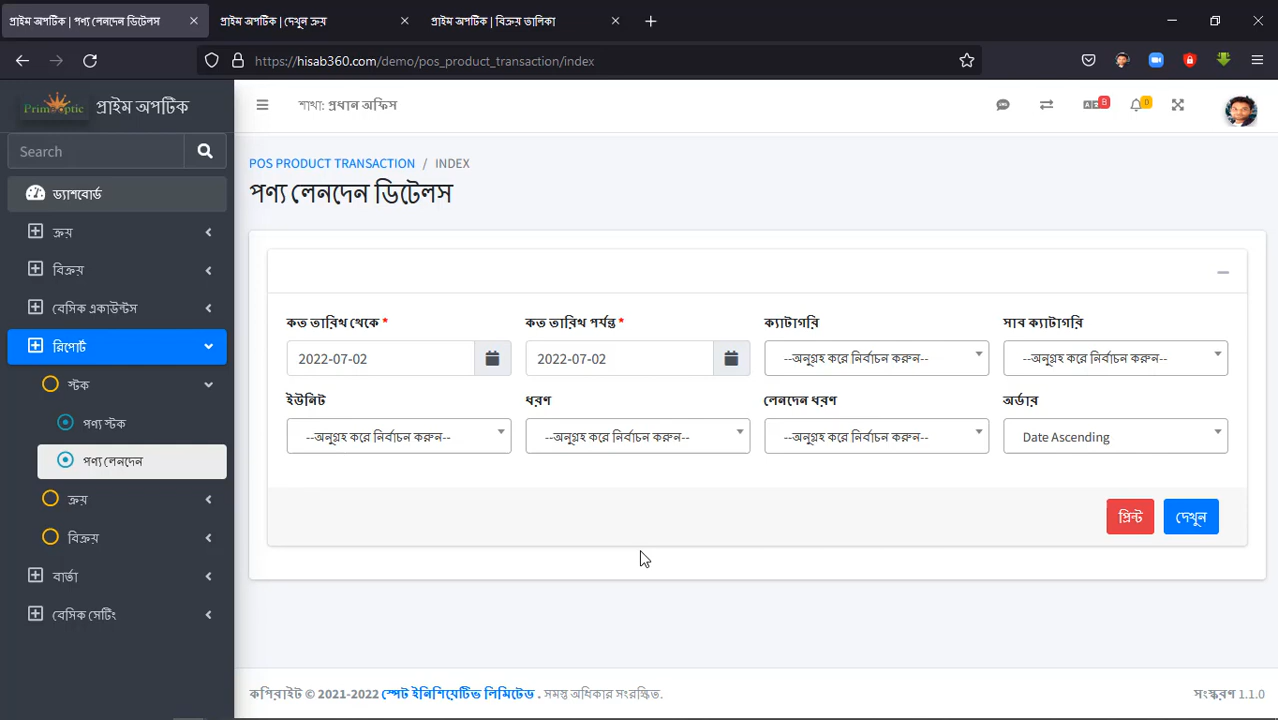 প্রাইম অপটিক | পণ্য লেনদেন ডিটেলস
প্রাইম অপটিক | দেখুন ক্রয়
প্রাইম অপটিক | বিক্রয় তালিকা
https://hisab360.com/demo/pos_product_transaction/index
PrimeOptic প্রাইম অপটিক
শাখা: প্রধান অফিস
8
0
Search
ড্যাশবোর্ড
ক্রয়
বিক্রয়
বেসিক একাউন্টস
রিপোর্ট
স্টক
পণ্য স্টক
পণ্য লেনদেন
ক্রয়
বিক্রয়
বার্তা
বেসিক সেটিং
POS PRODUCT TRANSACTION / INDEX
পণ্য লেনদেন ডিটেলস
কত তারিখ থেকে *
কত তারিখ পর্যন্ত *
ক্যাটাগরি
সাব ক্যাটাগরি
2022-07-02
2022-07-02
--অনুগ্রহ করে নির্বাচন করুন--
--অনুগ্রহ করে নির্বাচন করুন--
ইউনিট
ধরণ
লেনদেন ধরণ
অর্ডার
--অনুগ্রহ করে নির্বাচন করুন--
--অনুগ্রহ করে নির্বাচন করুন--
--অনুগ্রহ করে নির্বাচন করুন--
Date Ascending
প্রিন্ট
দেখুন
কপিরাইট © 2021-2022 স্পেট ইনিশিয়েটিভ লিমিটেড . সমস্ত অধিকার সংরক্ষিত.
সংস্করণ 1.1.0